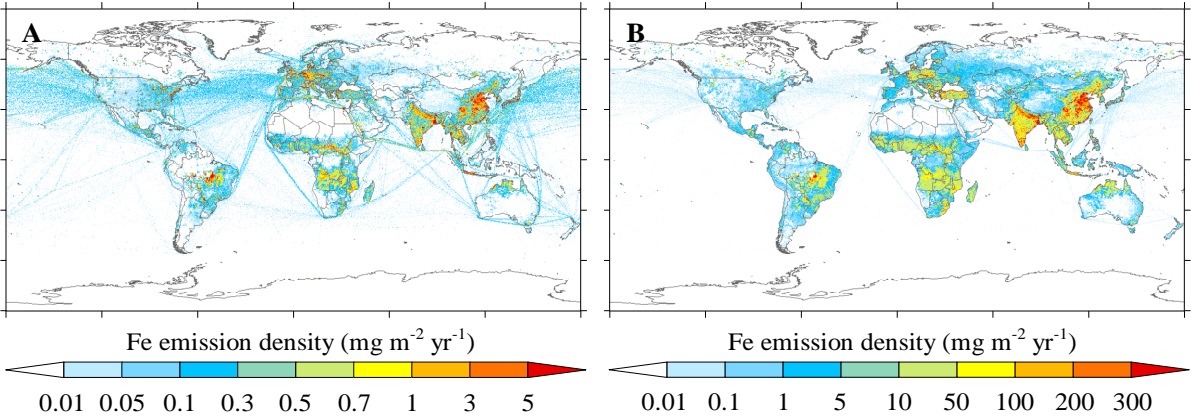 A
B
Fe emission density (mg m-2 yr-1)
0.01 0.05 0.1 0.3 0.5 0.7 1 3 5
Fe emission density (mg m-2 yr-1)
0.01 0.1 1 5 10 50 100 200 300